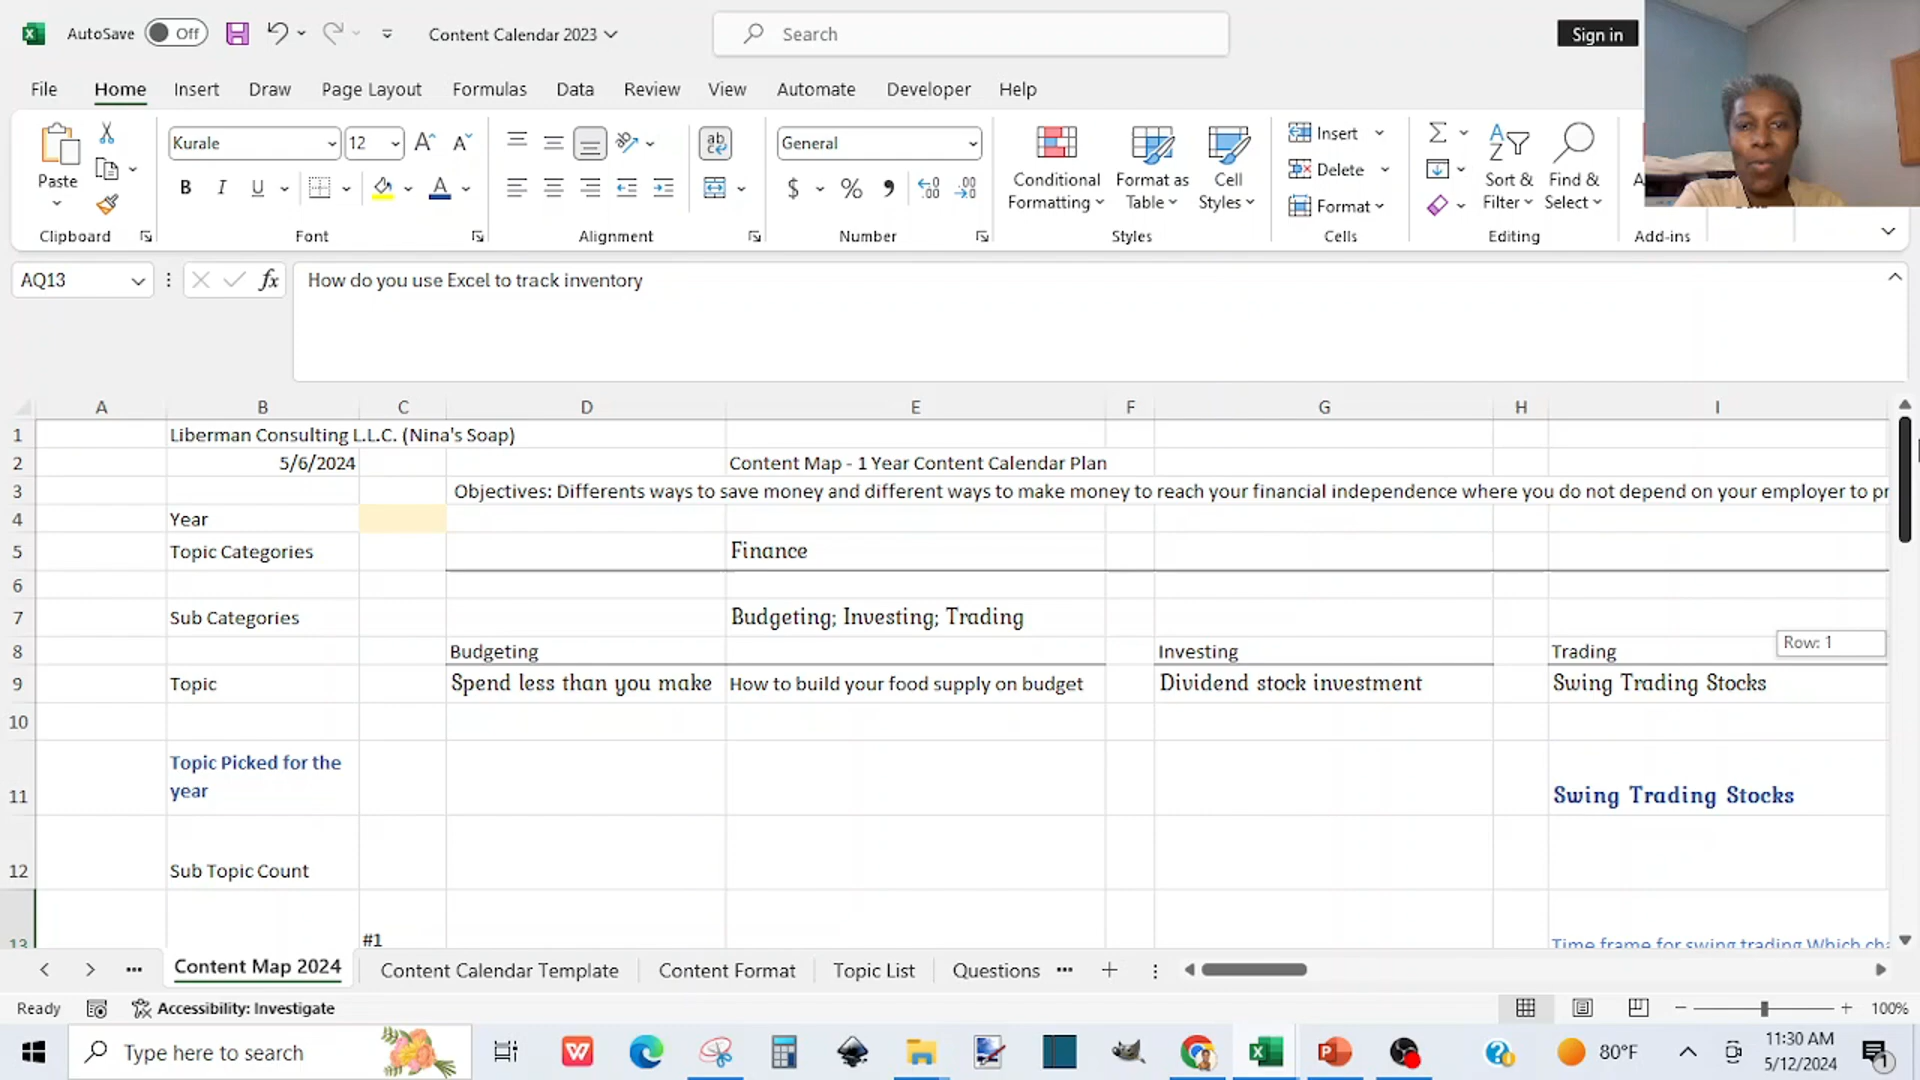 AutoSave Off Content Calendar 2023 Search Sign in
File Home Insert Draw Page Layout Formulas Data Review View Automate Developer Help
Kurale 12 General
Paste
Conditional Formatting
Format as Table
Cell Styles
Insert
Delete
Format
Sort & Filter
Find & Select
Clipboard Font Alignment Number Styles Cells Editing Add-ins
AQ13 fx How do you use Excel to track inventory
A B C D E F G H I
1 Liberman Consulting L.L.C. (Nina's Soap)
2 5/6/2024 Content Map - 1 Year Content Calendar Plan
3 Objectives: Differents ways to save money and different ways to make money to reach your financial independence where you do not depend on your employer to pr
4 Year
5 Topic Categories Finance
6
7 Sub Categories Budgeting; Investing; Trading
Row: 1
8 Budgeting Investing Trading
9 Topic Spend less than you make How to build your food supply on budget Dividend stock investment Swing Trading Stocks
10
Topic Picked for the
11 year Swing Trading Stocks
12 Sub Topic Count
13 #1 Time frame for swing trading Which cha
Content Map 2024 Content Calendar Template Content Format Topic List Questions
Ready Accessibility: Investigate 100%
Type here to search 80°F 11:30 AM
5/12/2024 1